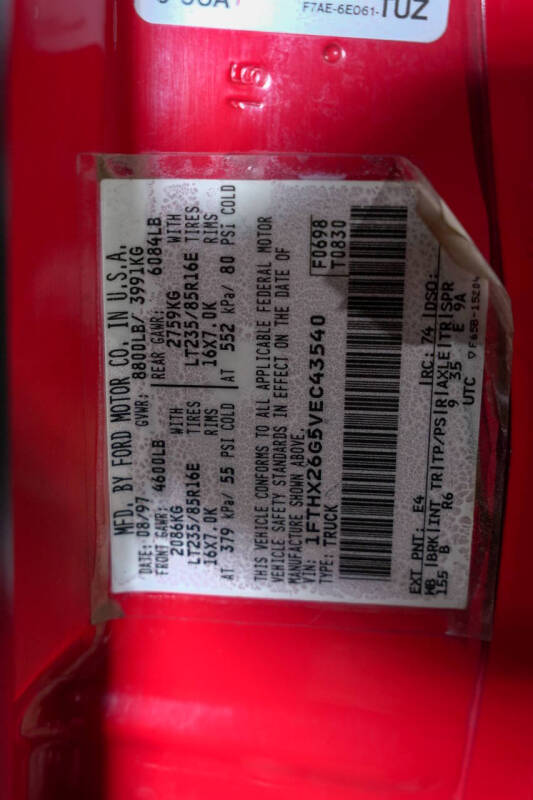 F7AE-6E061-TUZ
15
MFD. BY FORD MOTOR CO. IN U.S.A.
DATE: 08/97 GVWR: 8800LB/ 3991KG
FRONT GAWR: 4600LB REAR GAWR: 6084LB
2086KG WITH 2759KG WITH
LT235/85R16E TIRES LT235/85R16E TIRES
16X7.0K RIMS 16X7.0K RIMS
AT 379 kPa/ 55 PSI COLD AT 552 kPa/ 80 PSI COLD
THIS VEHICLE CONFORMS TO ALL APPLICABLE FEDERAL MOTOR
VEHICLE SAFETY STANDARDS IN EFFECT ON THE DATE OF
MANUFACTURE SHOWN ABOVE.
VIN: 1FTHX26G5VEC43540 F0698
TYPE: TRUCK T0830
EXT PNT: E4 RC: 74 DSO:
WB BRK INT TR TP/PS R AXLE TR SPR
155 B R6 9 35 E 9A
UTC